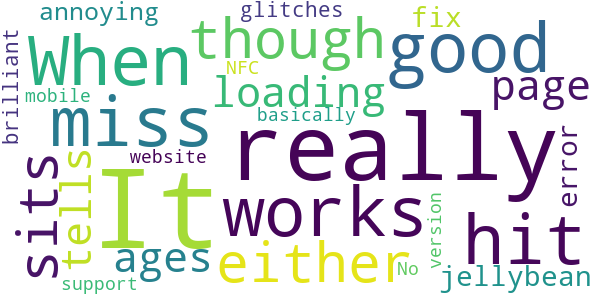 annoying
glitches
fix
When
though
good
brilliant
NFC
mobile
loading
page
miss
basically
really
error
website
sits
tells
It
works
hit
ages
either
version
No
jellybean
support